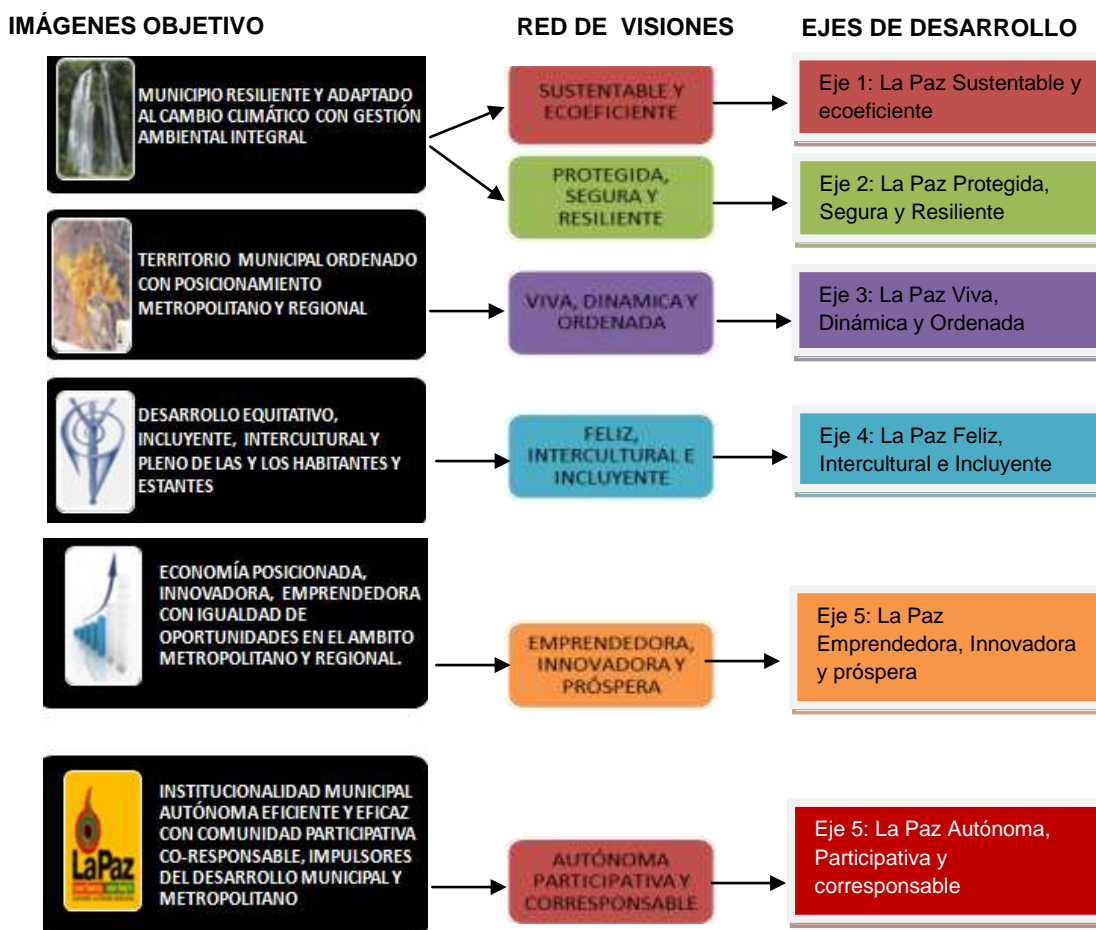 IMÁGENES OBJETIVO
RED DE VISIONES
EJES DE DESARROLLO
MUNICIPIO RESILIENTE Y ADAPTADO
AL CAMBIO CLIMÁTICO CON GESTIÓN
AMBIENTAL INTEGRAL
SUSTENTABLE Y
ECOEFICIENTE
Eje 1: La Paz Sustentable y
ecoeficiente
PROTEGIDA,
SEGURA Y
RESILIENTE
Eje 2: La Paz Protegida,
Segura y Resiliente
TERRITORIO MUNICIPAL ORDENADO
CON POSICIONAMIENTO
METROPOLITANO Y REGIONAL
VIVA, DINAMICA Y
ORDENADA
Eje 3: La Paz Viva,
Dinámica y Ordenada
DESARROLLO EQUITATIVO,
INCLUYENTE, INTERCULTURAL Y
PLENO DE LAS Y LOS HABITANTES Y
ESTANTES
FELIZ,
INTERCULTURAL E
INCLUYENTE
Eje 4: La Paz Feliz,
Intercultural e Incluyente
ECONOMÍA POSICIONADA,
INNOVADORA, EMPRENDEDORA
CON IGUALDAD DE
OPORTUNIDADES EN EL AMBITO
METROPOLITANO Y REGIONAL.
EMPRENDEDORA,
INNOVADORA Y
PRÓSPERA
Eje 5: La Paz
Emprendedora, Innovadora
y próspera
LaPaz
INSTITUCIONALIDAD MUNICIPAL
AUTÓNOMA EFICIENTE Y EFICAZ
CON COMUNIDAD PARTICIPATIVA
CO-RESPONSABLE, IMPULSORES
DEL DESARROLLO MUNICIPAL Y
METROPOLITANO
AUTÓNOMA
PARTICIPATIVA Y
CORRESPONSABLE
Eje 5: La Paz Autónoma,
Participativa y
corresponsable